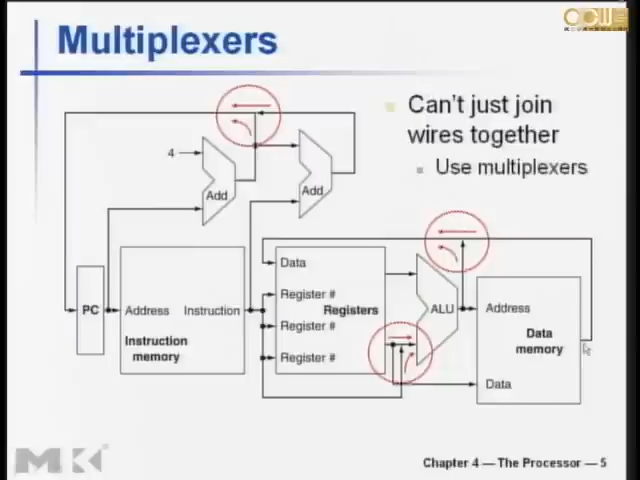 Multiplexers
Can't just join
wires together
Use multiplexers
4
Add
Add
Data
Register #
PC
Address
Instruction
Registers
ALU
Address
Register #
Instruction
memory
Data
memory
Register #
Data
MK
Chapter 4 — The Processor — 5